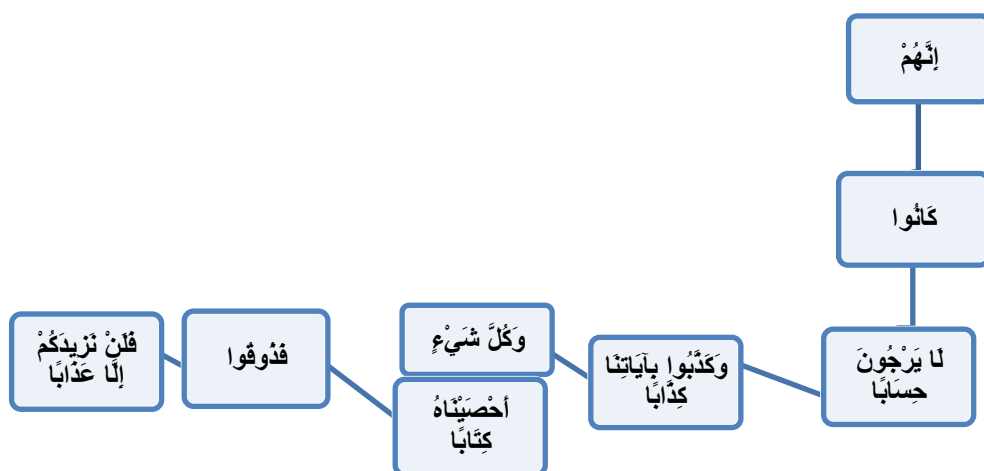 إِنَّهُمْ
كَانُوا
لَا يَرْجُونَ
حِسَابًا
وَكَذَّبُوا بِآيَاتِنَا
كِذَّابًا
وَكُلَّ شَيْءٍ
أَحْصَيْنَاهُ
كِتَابًا
فَذُوقُوا
فَلَنْ نَزِيدَكُمْ
إِلَّا عَذَابًا